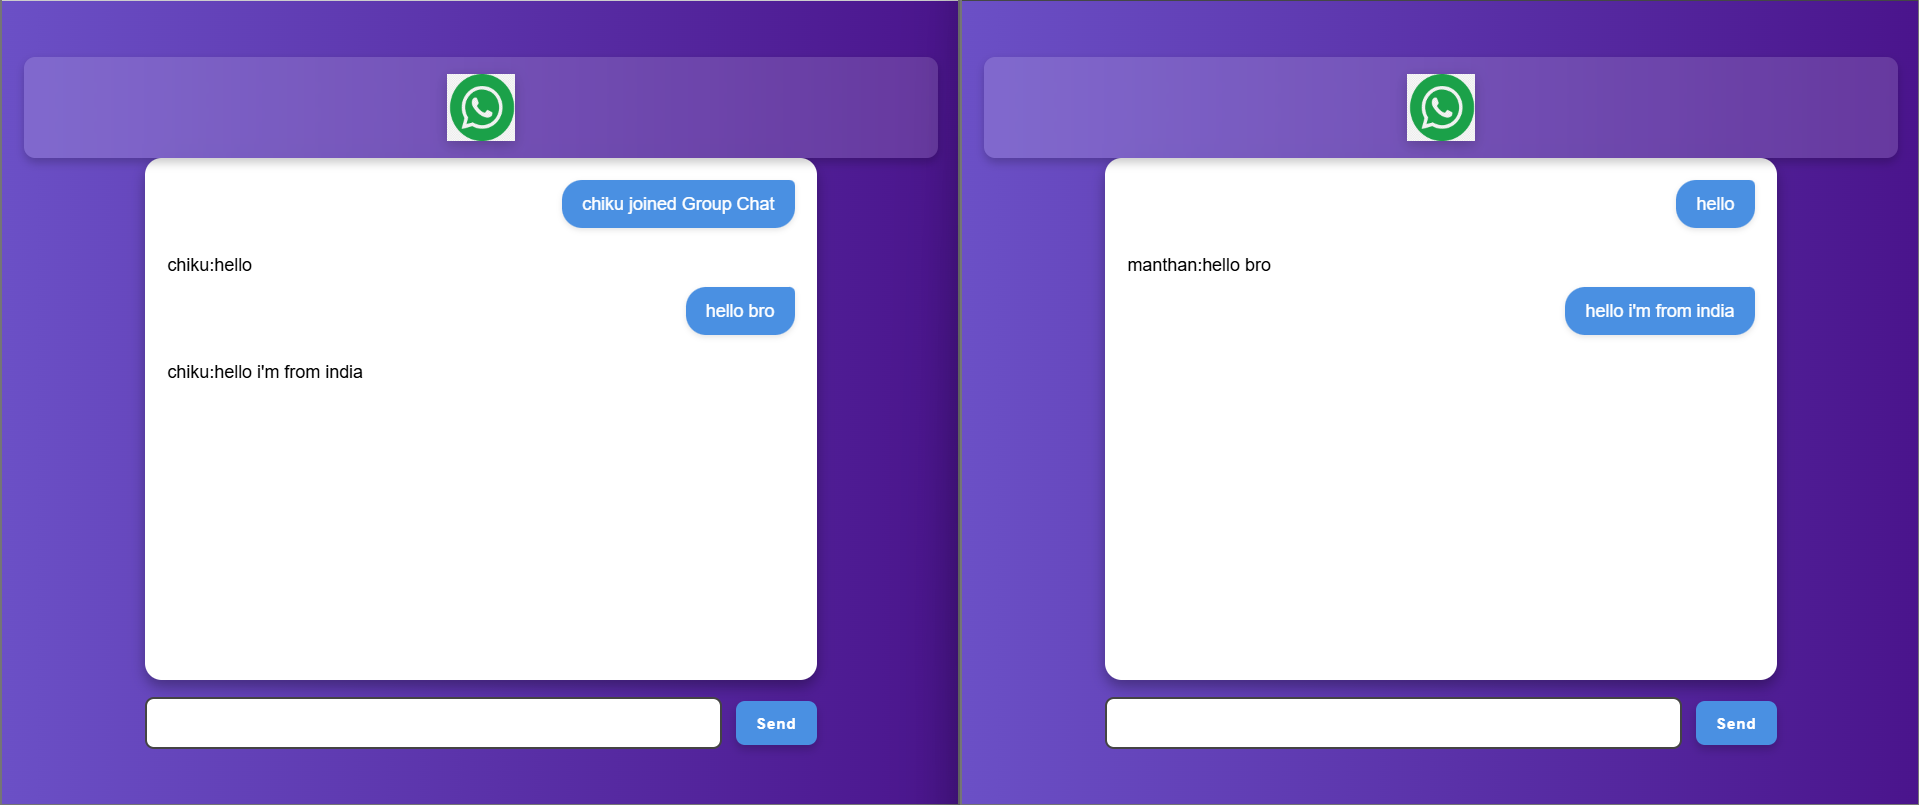 chiku joined Group Chat
chiku:hello
hello bro
chiku:hello i'm from india
Send
hello
manthan:hello bro
hello i'm from india
Send